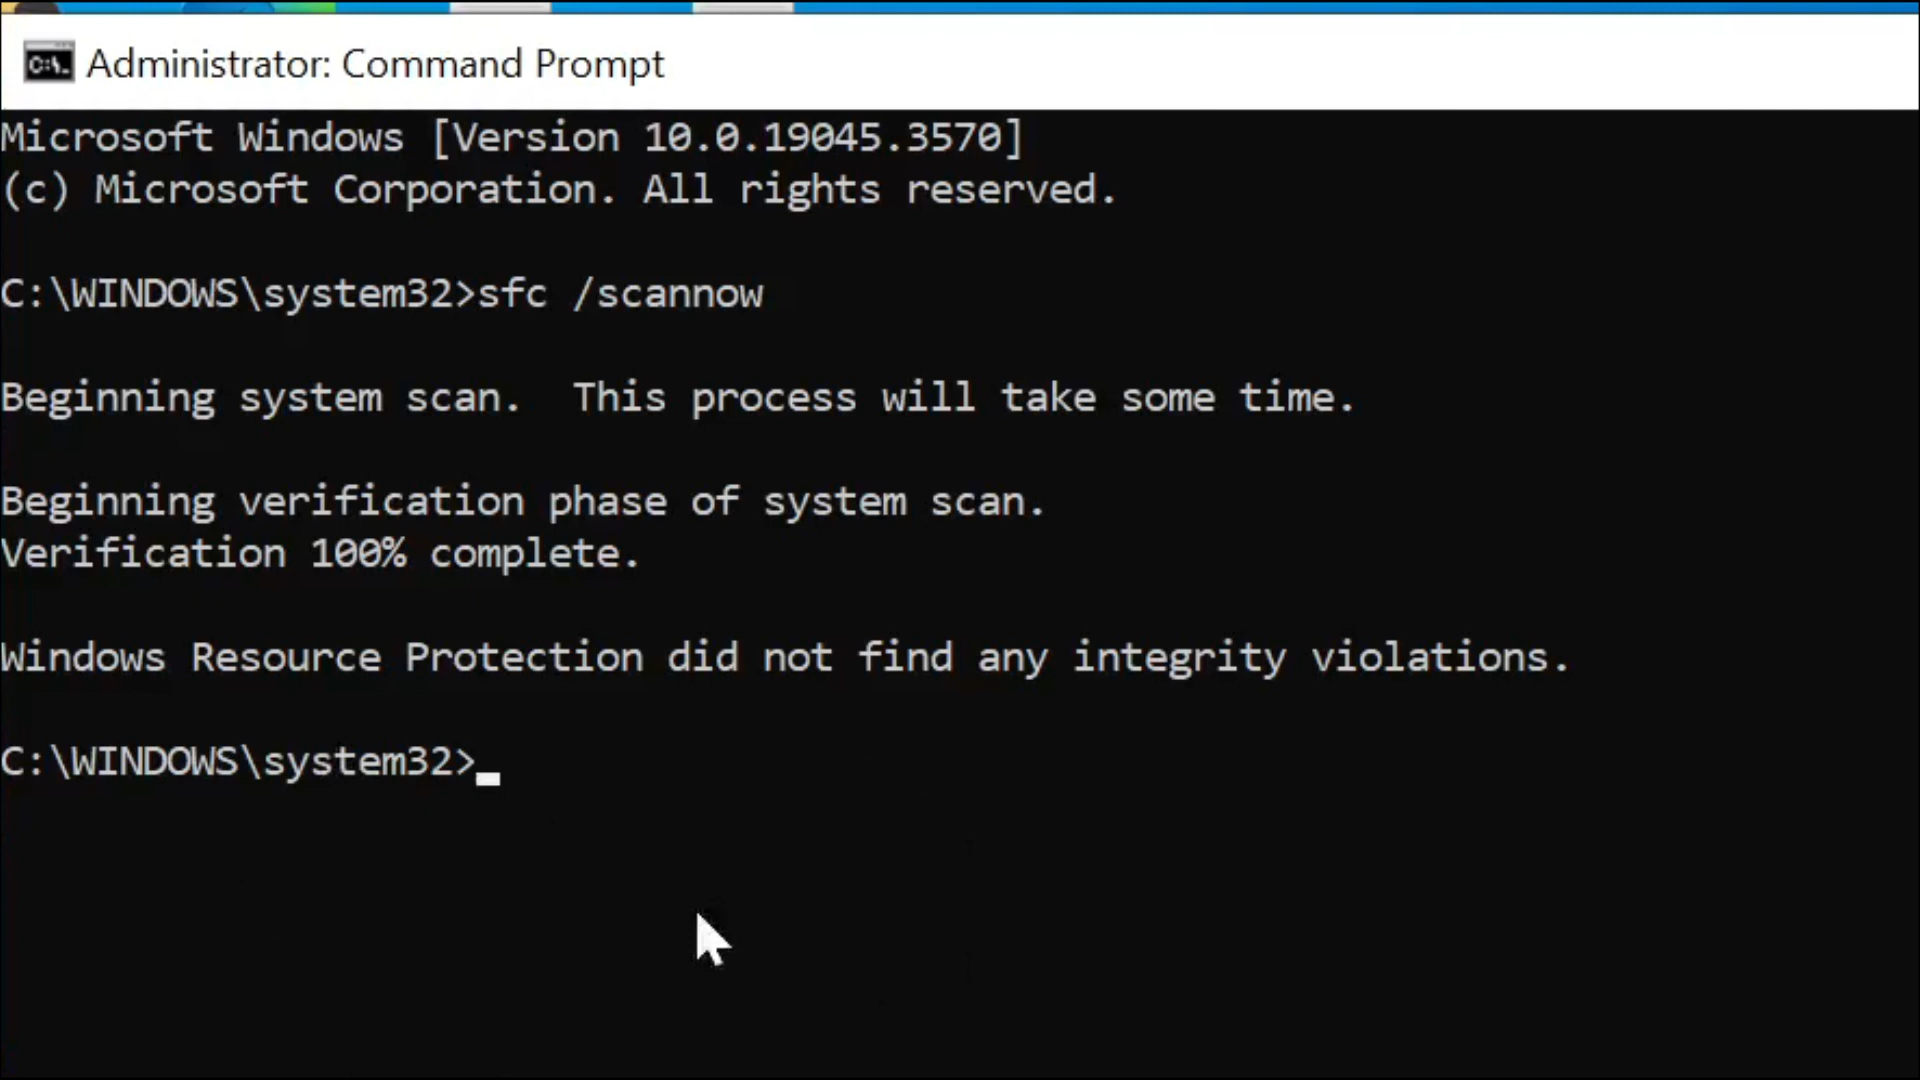 Administrator: Command Prompt
Microsoft Windows [Version 10.0.19045.3570]
(c) Microsoft Corporation. All rights reserved.
C:\WINDOWS\system32>sfc /scannow
Beginning system scan.  This process will take some time.
Beginning verification phase of system scan.
Verification 100% complete.
Windows Resource Protection did not find any integrity violations.
C:\WINDOWS\system32>